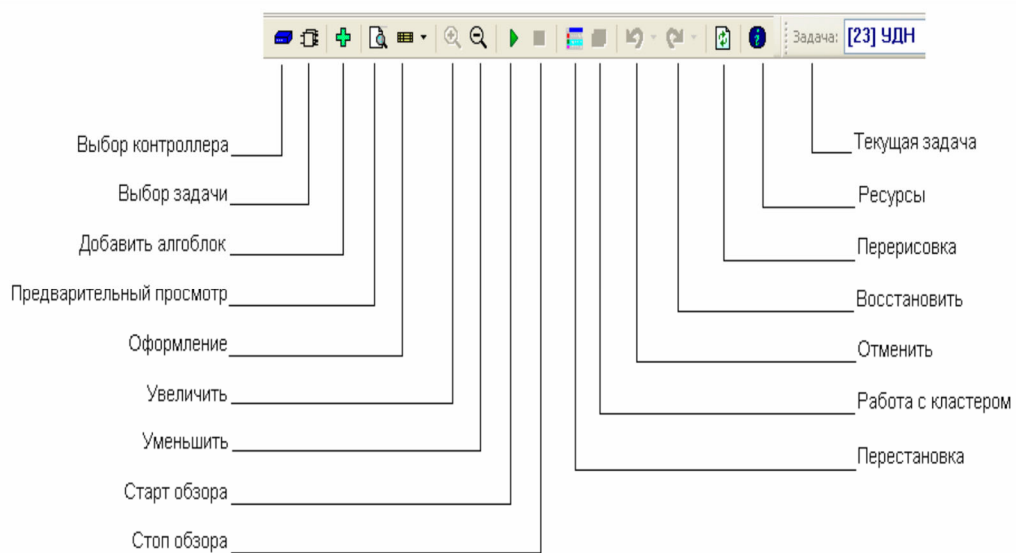 Задача: [23] УДН
Выбор контроллера
Выбор задачи
Добавить алгоблок
Предварительный просмотр
Оформление
Увеличить
Уменьшить
Старт обзора
Стоп обзора
Текущая задача
Ресурсы
Перерисовка
Восстановить
Отменить
Работа с кластером
Перестановка